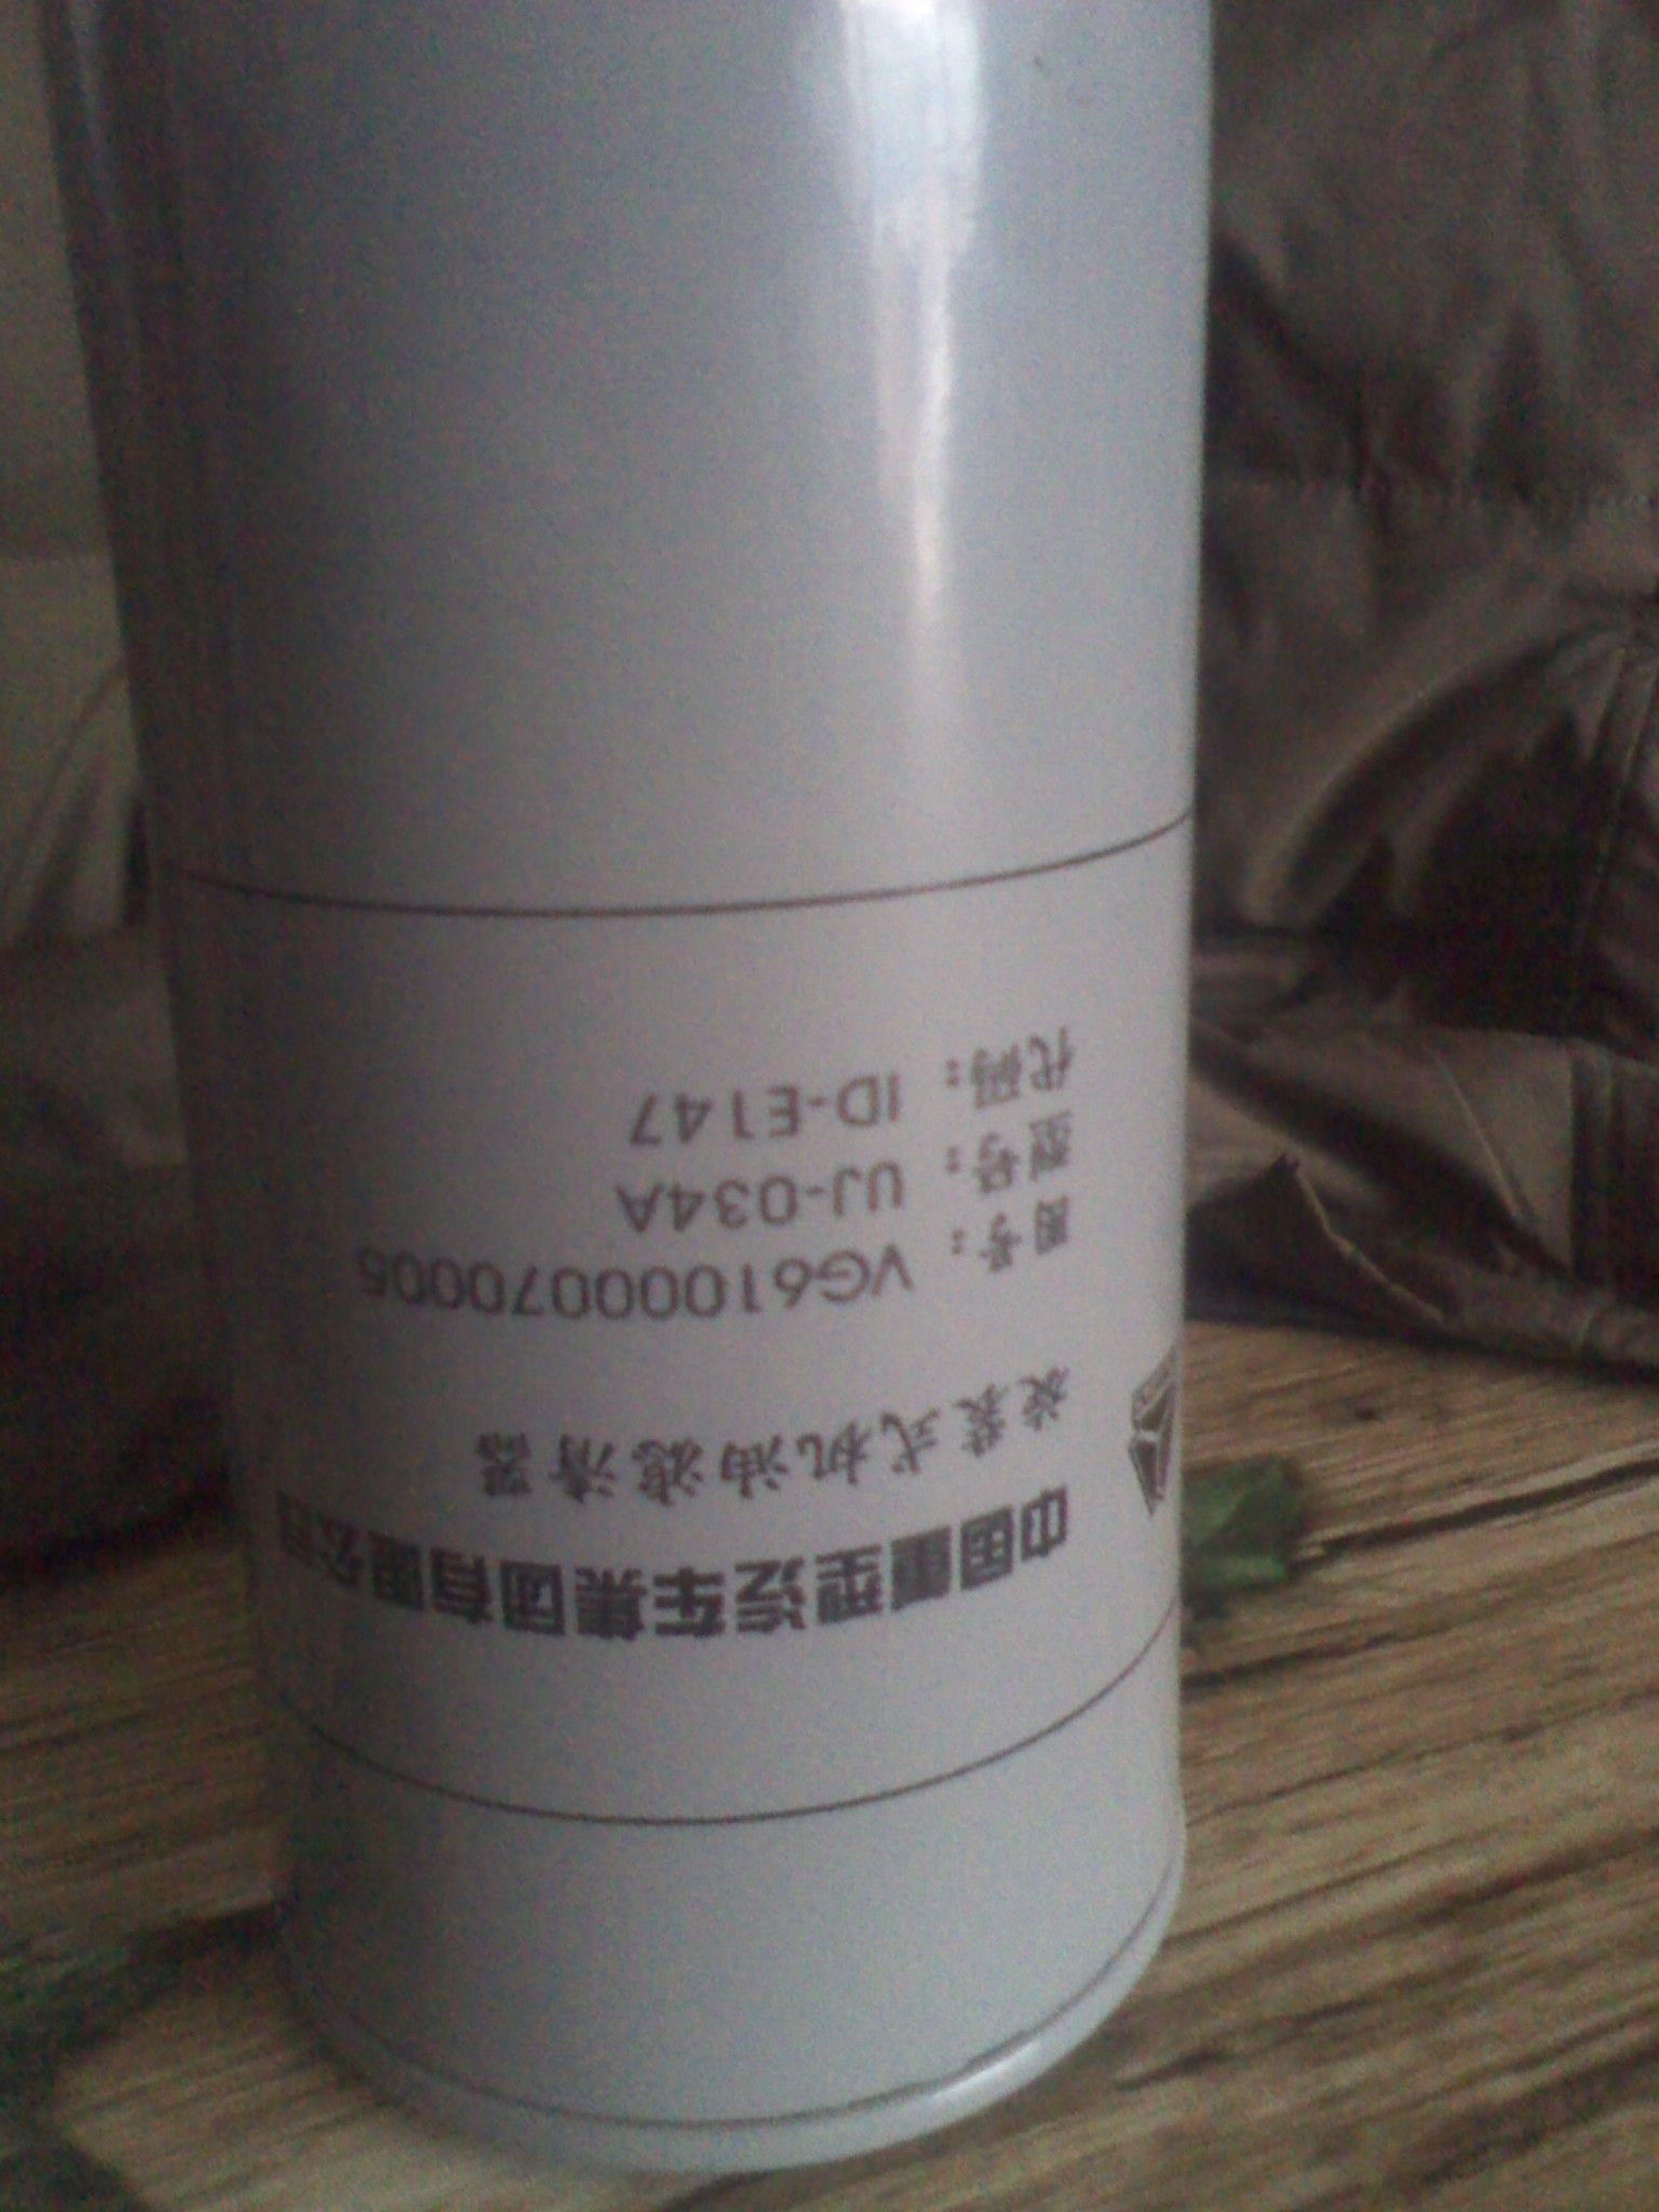 中国重型汽车集团有限公司
旋装式机油滤清器
图号: VG61000070005
型号: UJ-034A
代码: ID-E147